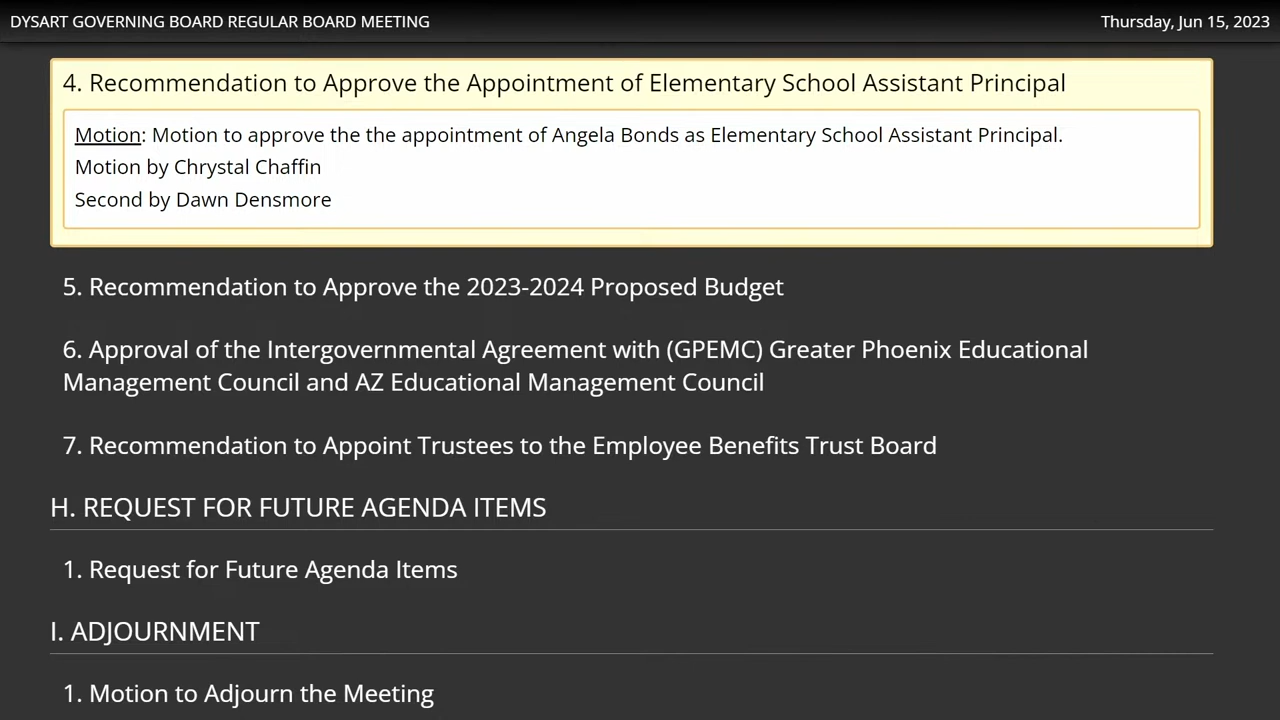 DYSART GOVERNING BOARD REGULAR BOARD MEETING
Thursday, Jun 15, 2023
4. Recommendation to Approve the Appointment of Elementary School Assistant Principal
Motion: Motion to approve the the appointment of Angela Bonds as Elementary School Assistant Principal.
Motion by Chrystal Chaffin
Second by Dawn Densmore
5. Recommendation to Approve the 2023-2024 Proposed Budget
6. Approval of the Intergovernmental Agreement with (GPEMC) Greater Phoenix Educational
Management Council and AZ Educational Management Council
7. Recommendation to Appoint Trustees to the Employee Benefits Trust Board
H. REQUEST FOR FUTURE AGENDA ITEMS
1. Request for Future Agenda Items
I. ADJOURNMENT
1. Motion to Adjourn the Meeting